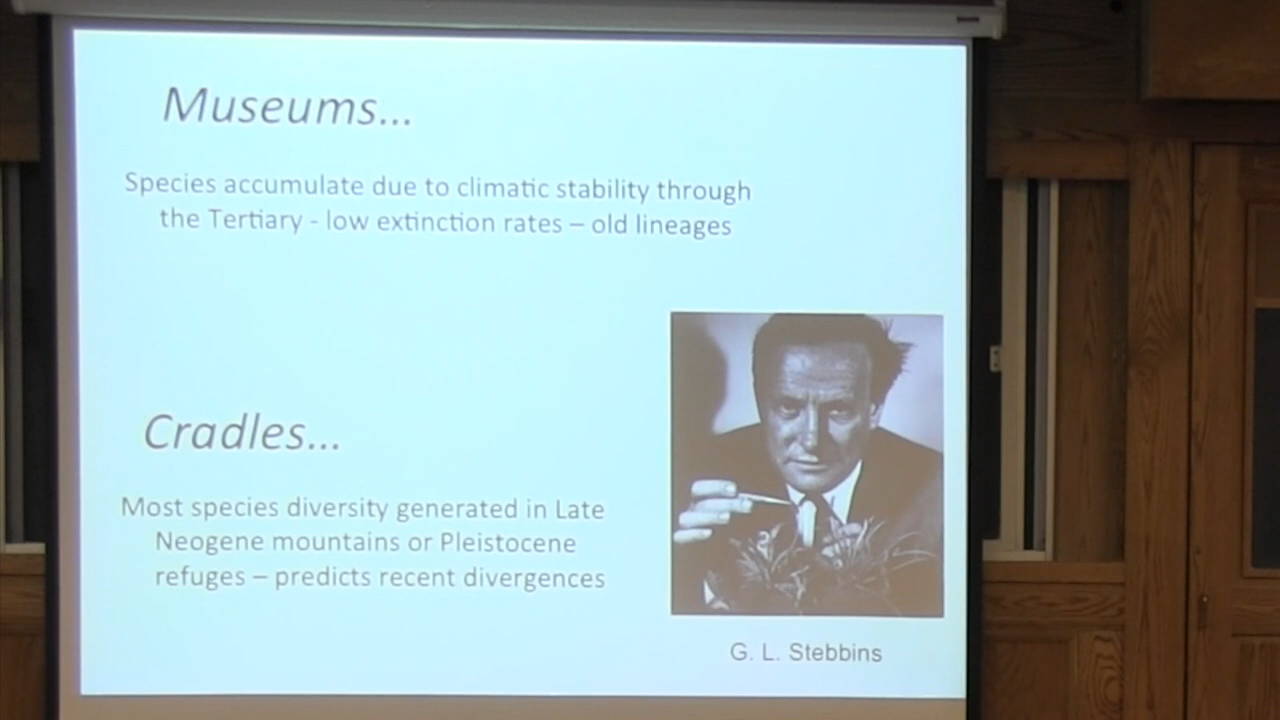 Museums...
Species accumulate due to climatic stability through
the Tertiary - low extinction rates – old lineages
Cradles...
Most species diversity generated in Late
Neogene mountains or Pleistocene
refuges – predicts recent divergences
G. L. Stebbins